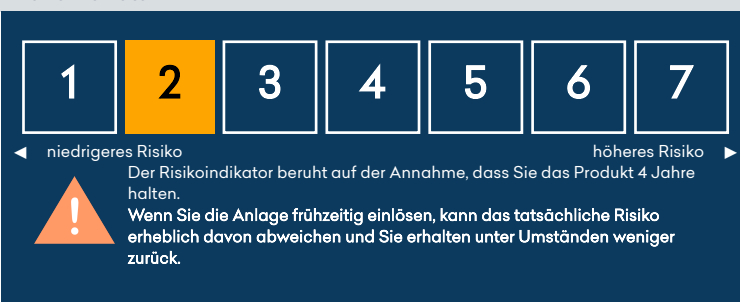 1 2 3 4 5 6 7
niedrigeres Risiko höheres Risiko
Der Risikoindikator beruht auf der Annahme, dass Sie das Produkt 4 Jahre
halten.
Wenn Sie die Anlage frühzeitig einlösen, kann das tatsächliche Risiko
erheblich davon abweichen und Sie erhalten unter Umständen weniger
zurück.